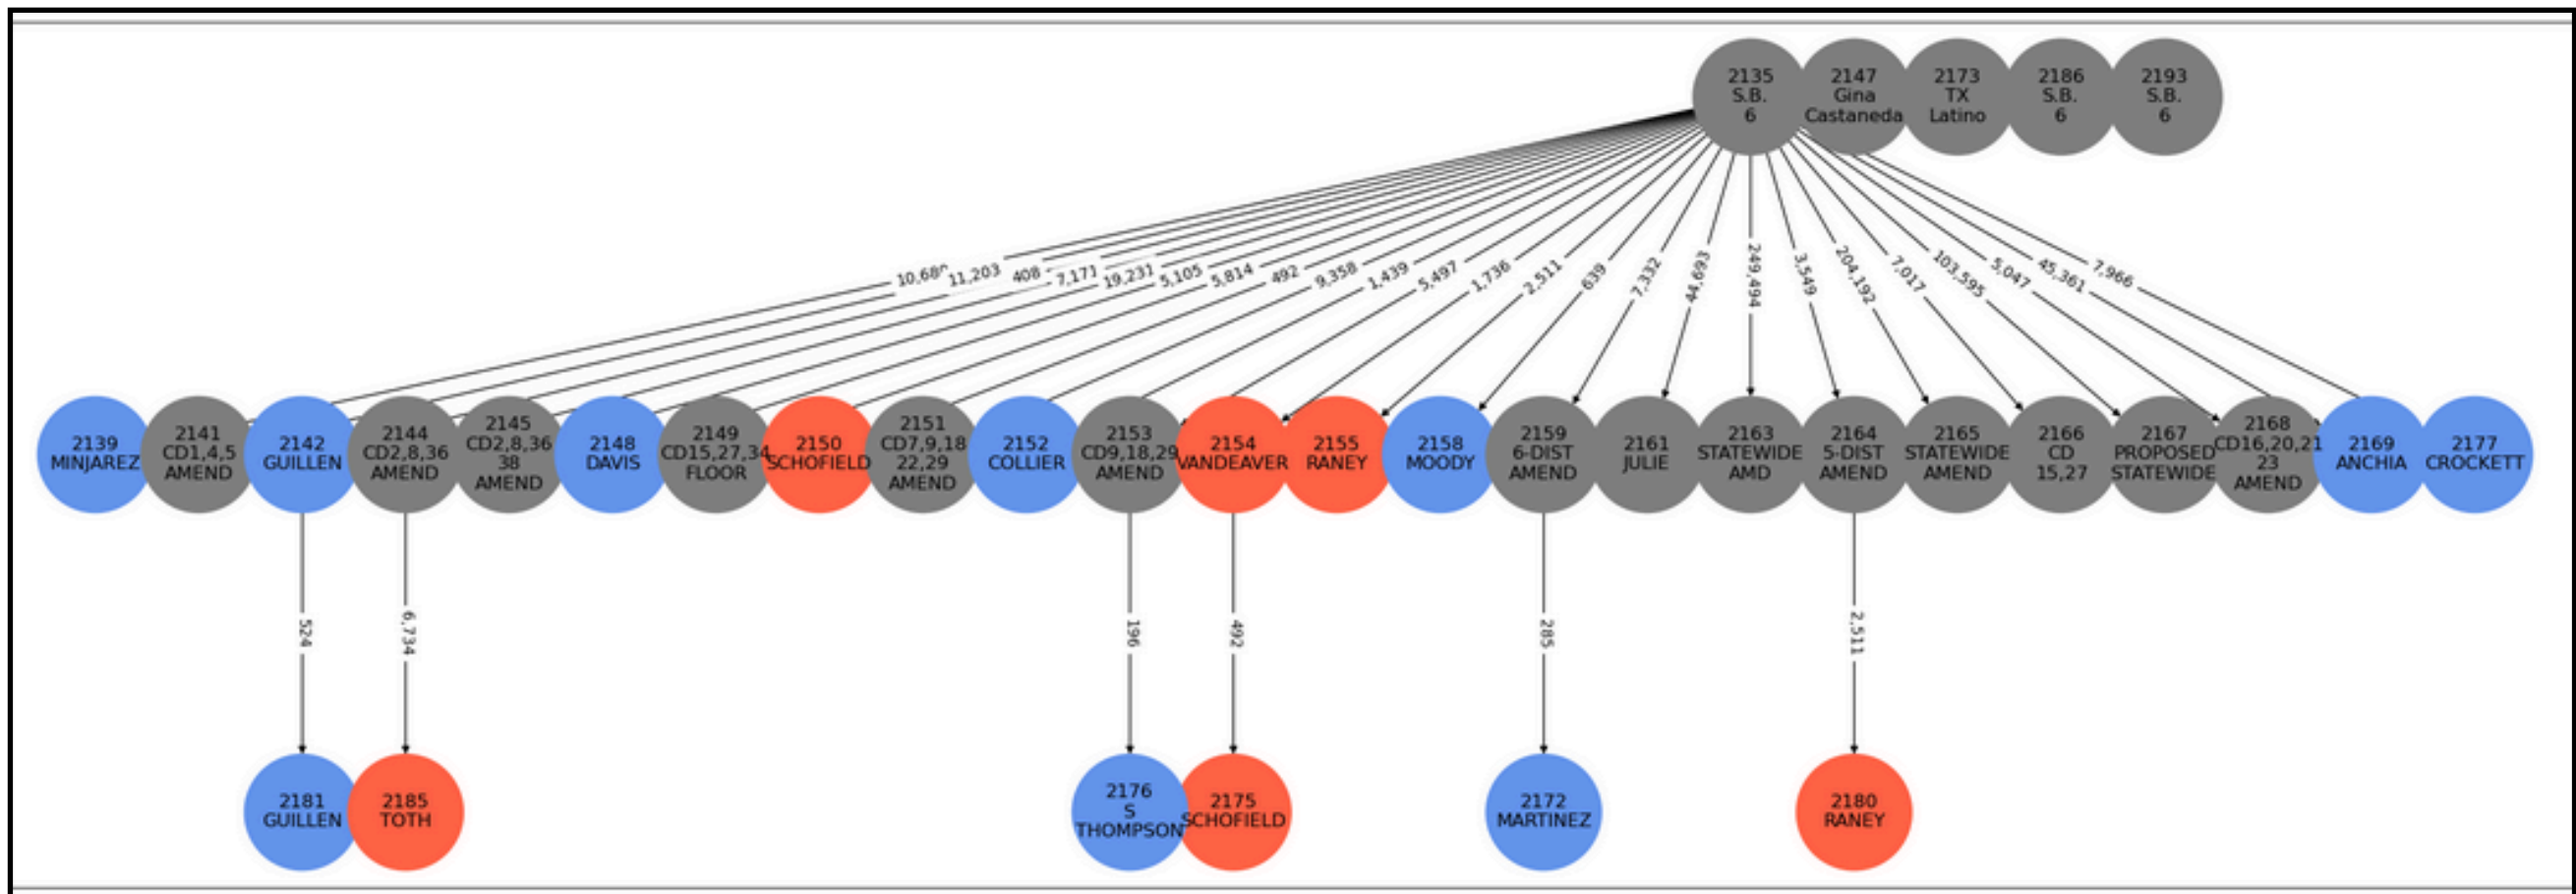 2135
S.B.
6
2147
Gina
Castaneda
2173
TX
Latino
2186
S.B.
6
2193
S.B.
6
10,680
11,203
408
7,171
19,231
5,105
5,814
492
9,358
1,439
5,497
1,736
2,511
639
7,332
44,693
249,494
3,549
204,192
7,017
103,595
5,047
45,361
7,966
2139
MINJAREZ
2141
CD1,4,5
AMEND
2142
GUILLEN
2144
CD2,8,36
AMEND
2145
CD2,8,36
38
AMEND
2148
DAVIS
2149
CD15,27,34
FLOOR
2150
SCHOFIELD
2151
CD7,9,18
22,29
AMEND
2152
COLLIER
2153
CD9,18,29
AMEND
2154
VANDEAVER
2155
RANEY
2158
MOODY
2159
6-DIST
AMEND
2161
JULIE
2163
STATEWIDE
AMD
2164
5-DIST
AMEND
2165
STATEWIDE
AMEND
2166
CD
15,27
2167
PROPOSED
STATEWIDE
2168
CD16,20,21
23
AMEND
2169
ANCHIA
2177
CROCKETT
524
6,734
196
492
285
2,511
2181
GUILLEN
2185
TOTH
2176
S
THOMPSON
2175
SCHOFIELD
2172
MARTINEZ
2180
RANEY